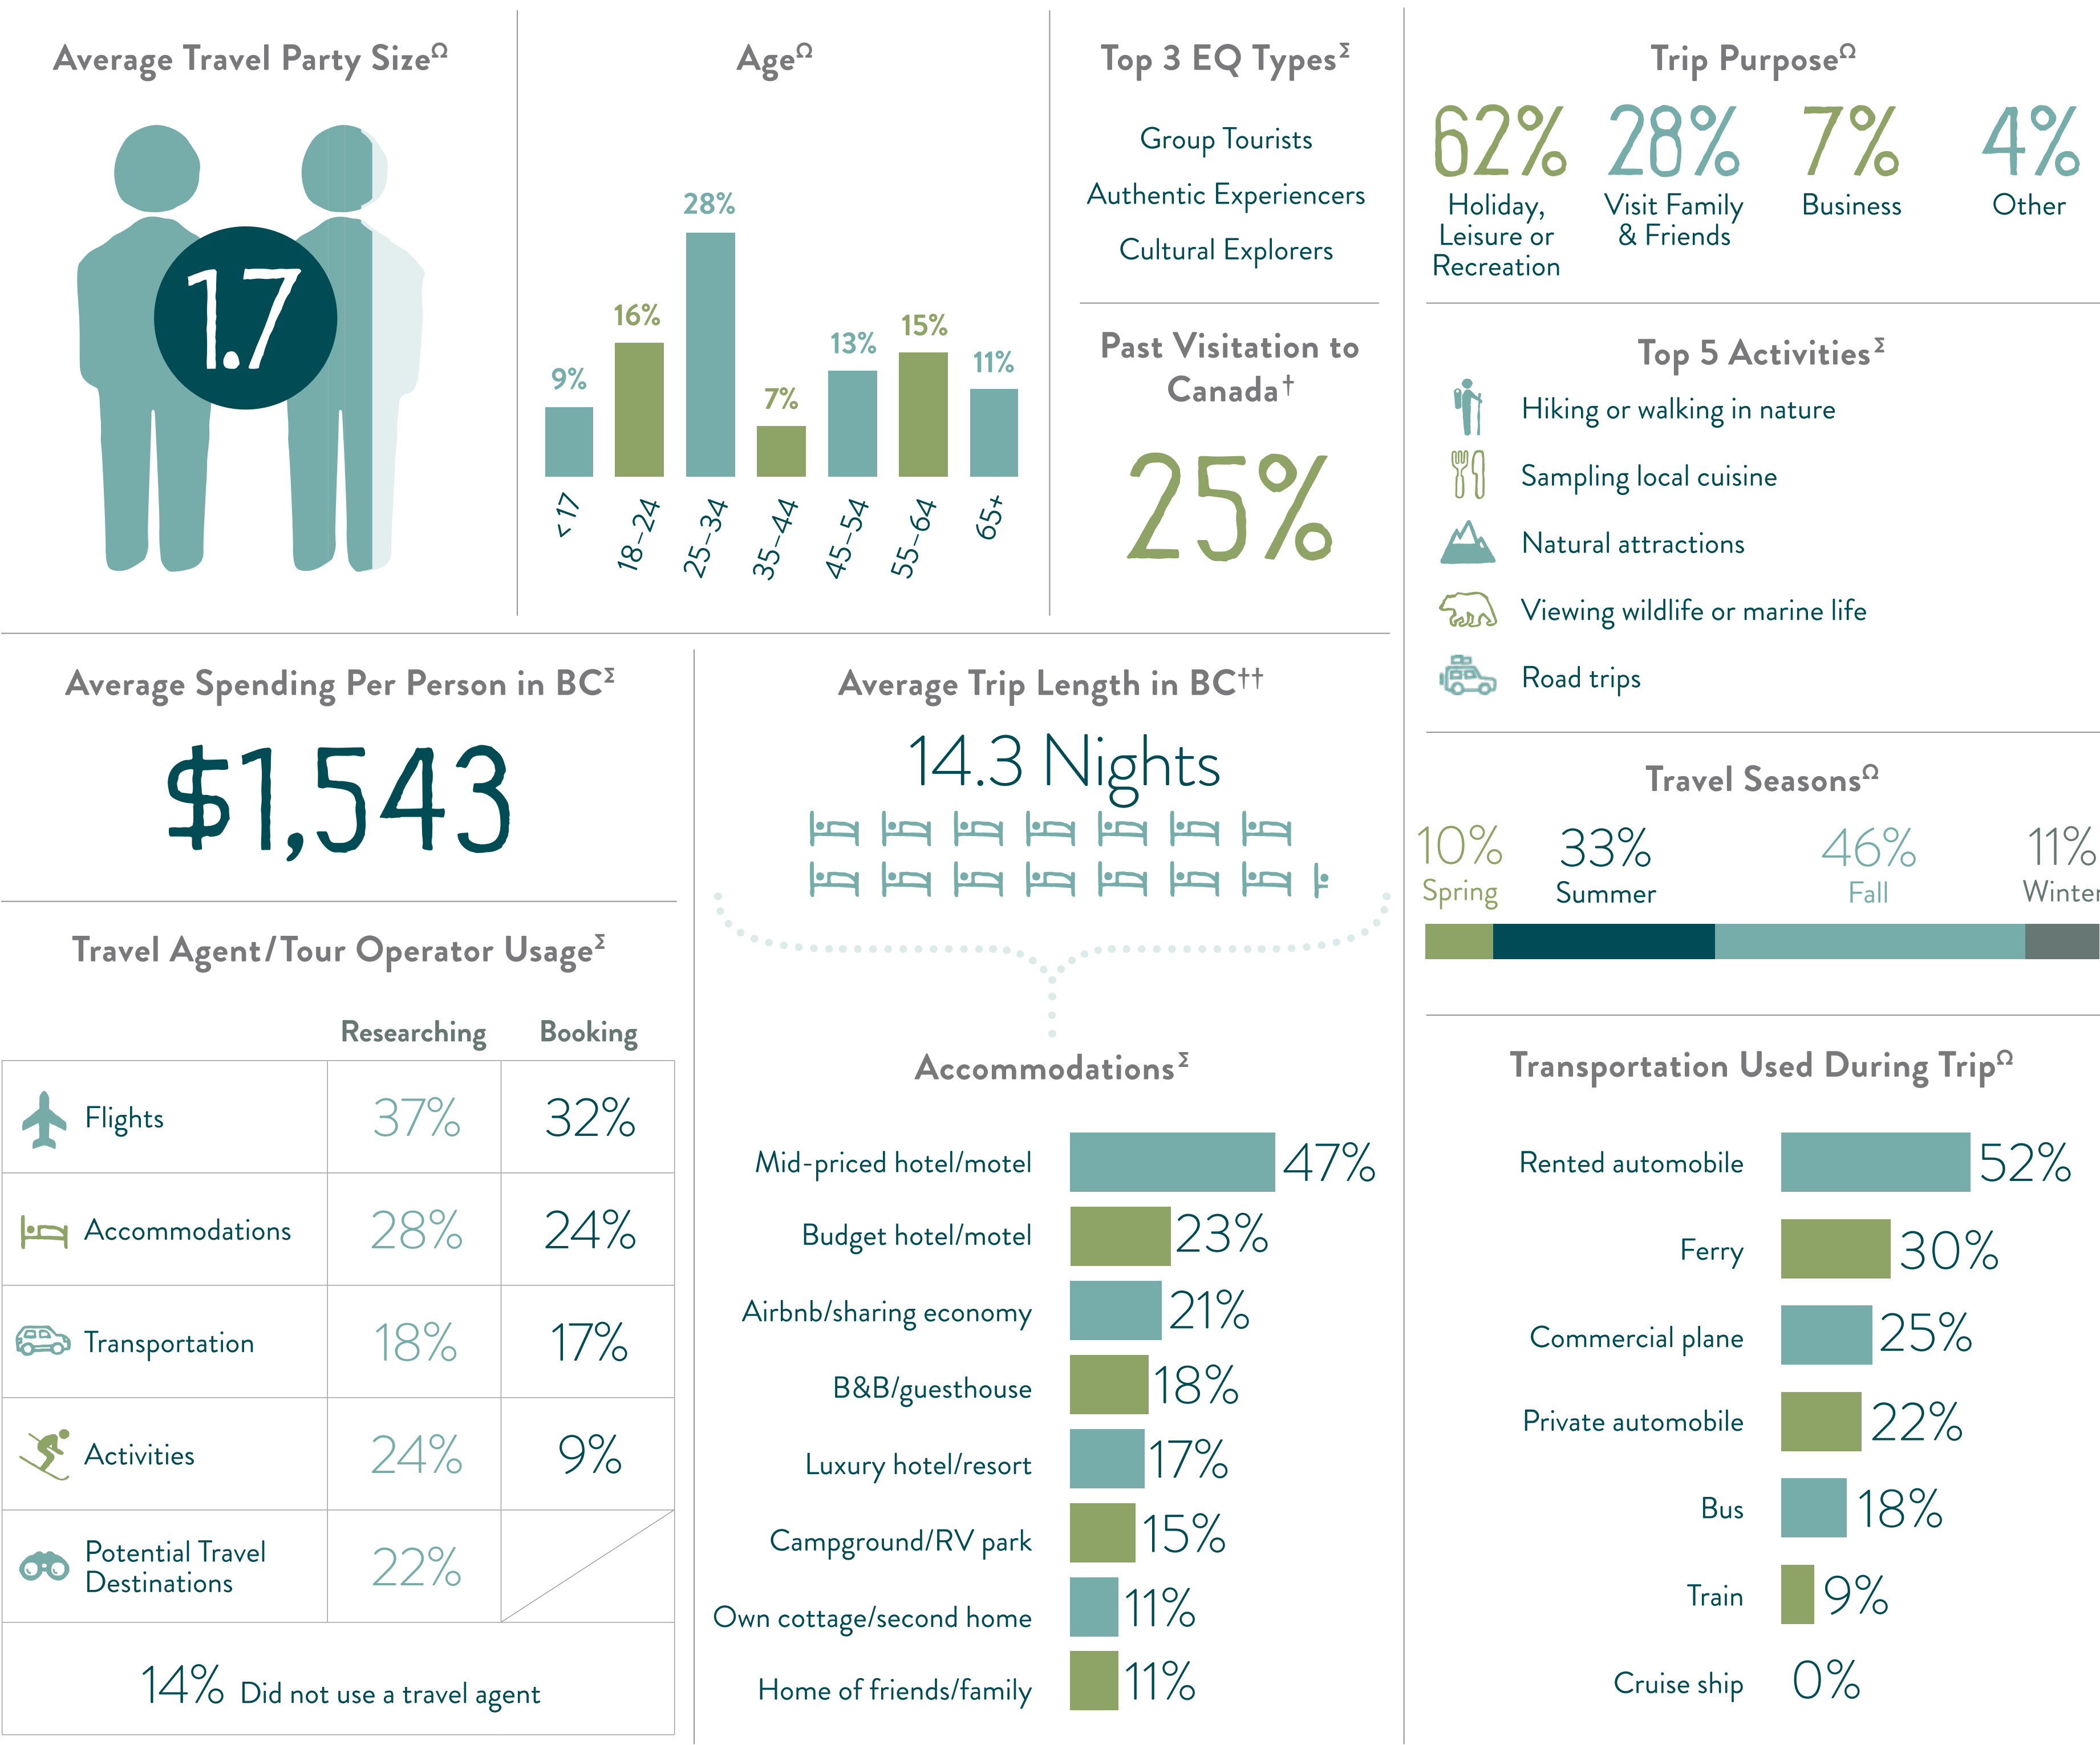 Average Travel Party SizeΩ
1.7
AgeΩ
9%
16%
28%
7%
13%
15%
11%
<17
18–24
25–34
35–44
45–54
55–64
65+
Top 3 EQ TypesΣ
Group Tourists
Authentic Experiencers
Cultural Explorers
Past Visitation to
Canada†
25%
Trip PurposeΩ
62%
Holiday,
Leisure or
Recreation
28%
Visit Family
& Friends
7%
Business
4%
Other
Top 5 ActivitiesΣ
Hiking or walking in nature
Sampling local cuisine
Natural attractions
Viewing wildlife or marine life
Road trips
Average Spending Per Person in BCΣ
$1,543
Average Trip Length in BC††
14.3 Nights
Travel SeasonsΩ
10%
Spring
33%
Summer
46%
Fall
11%
Winter
Travel Agent/Tour Operator UsageΣ
Researching Booking
Flights 37% 32%
Accommodations 28% 24%
Transportation 18% 17%
Activities 24% 9%
Potential Travel
Destinations 22%
14% Did not use a travel agent
AccommodationsΣ
Mid-priced hotel/motel 47%
Budget hotel/motel 23%
Airbnb/sharing economy 21%
B&B/guesthouse 18%
Luxury hotel/resort 17%
Campground/RV park 15%
Own cottage/second home 11%
Home of friends/family 11%
Transportation Used During TripΩ
Rented automobile 52%
Ferry 30%
Commercial plane 25%
Private automobile 22%
Bus 18%
Train 9%
Cruise ship 0%